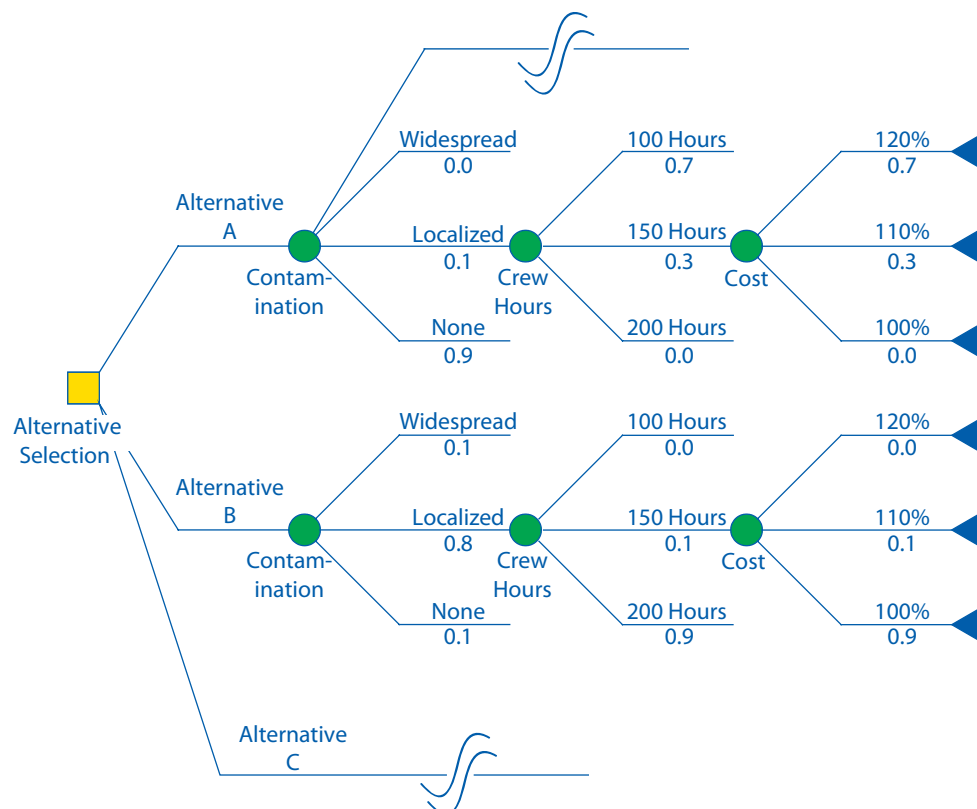 Widespread
0.0
100 Hours
0.7
120%
0.7
Alternative
A
Localized
0.1
150 Hours
0.3
110%
0.3
Contam-
ination
Crew
Hours
Cost
None
0.9
200 Hours
0.0
100%
0.0
Alternative
Selection
Widespread
0.1
100 Hours
0.0
120%
0.0
Alternative
B
Localized
0.8
150 Hours
0.1
110%
0.1
Contam-
ination
Crew
Hours
Cost
None
0.1
200 Hours
0.9
100%
0.9
Alternative
C